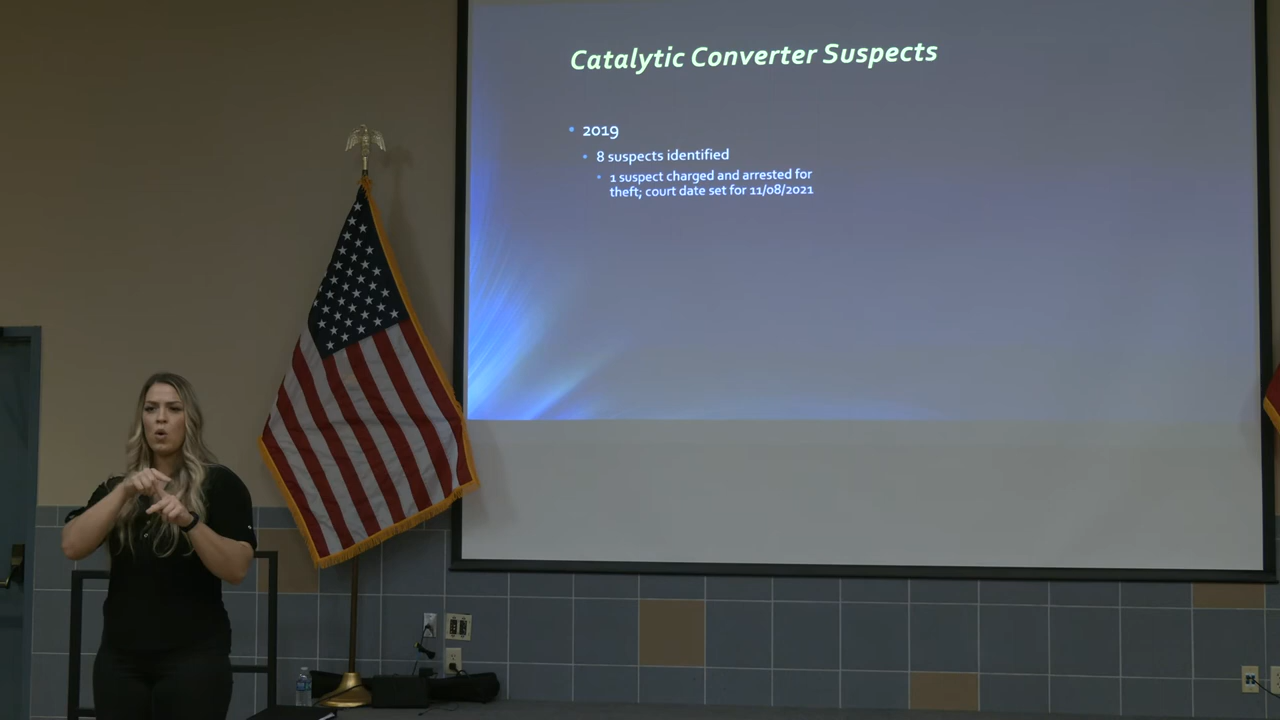 Catalytic Converter Suspects
2019
8 suspects identified
1 suspect charged and arrested for
theft; court date set for 11/08/2021